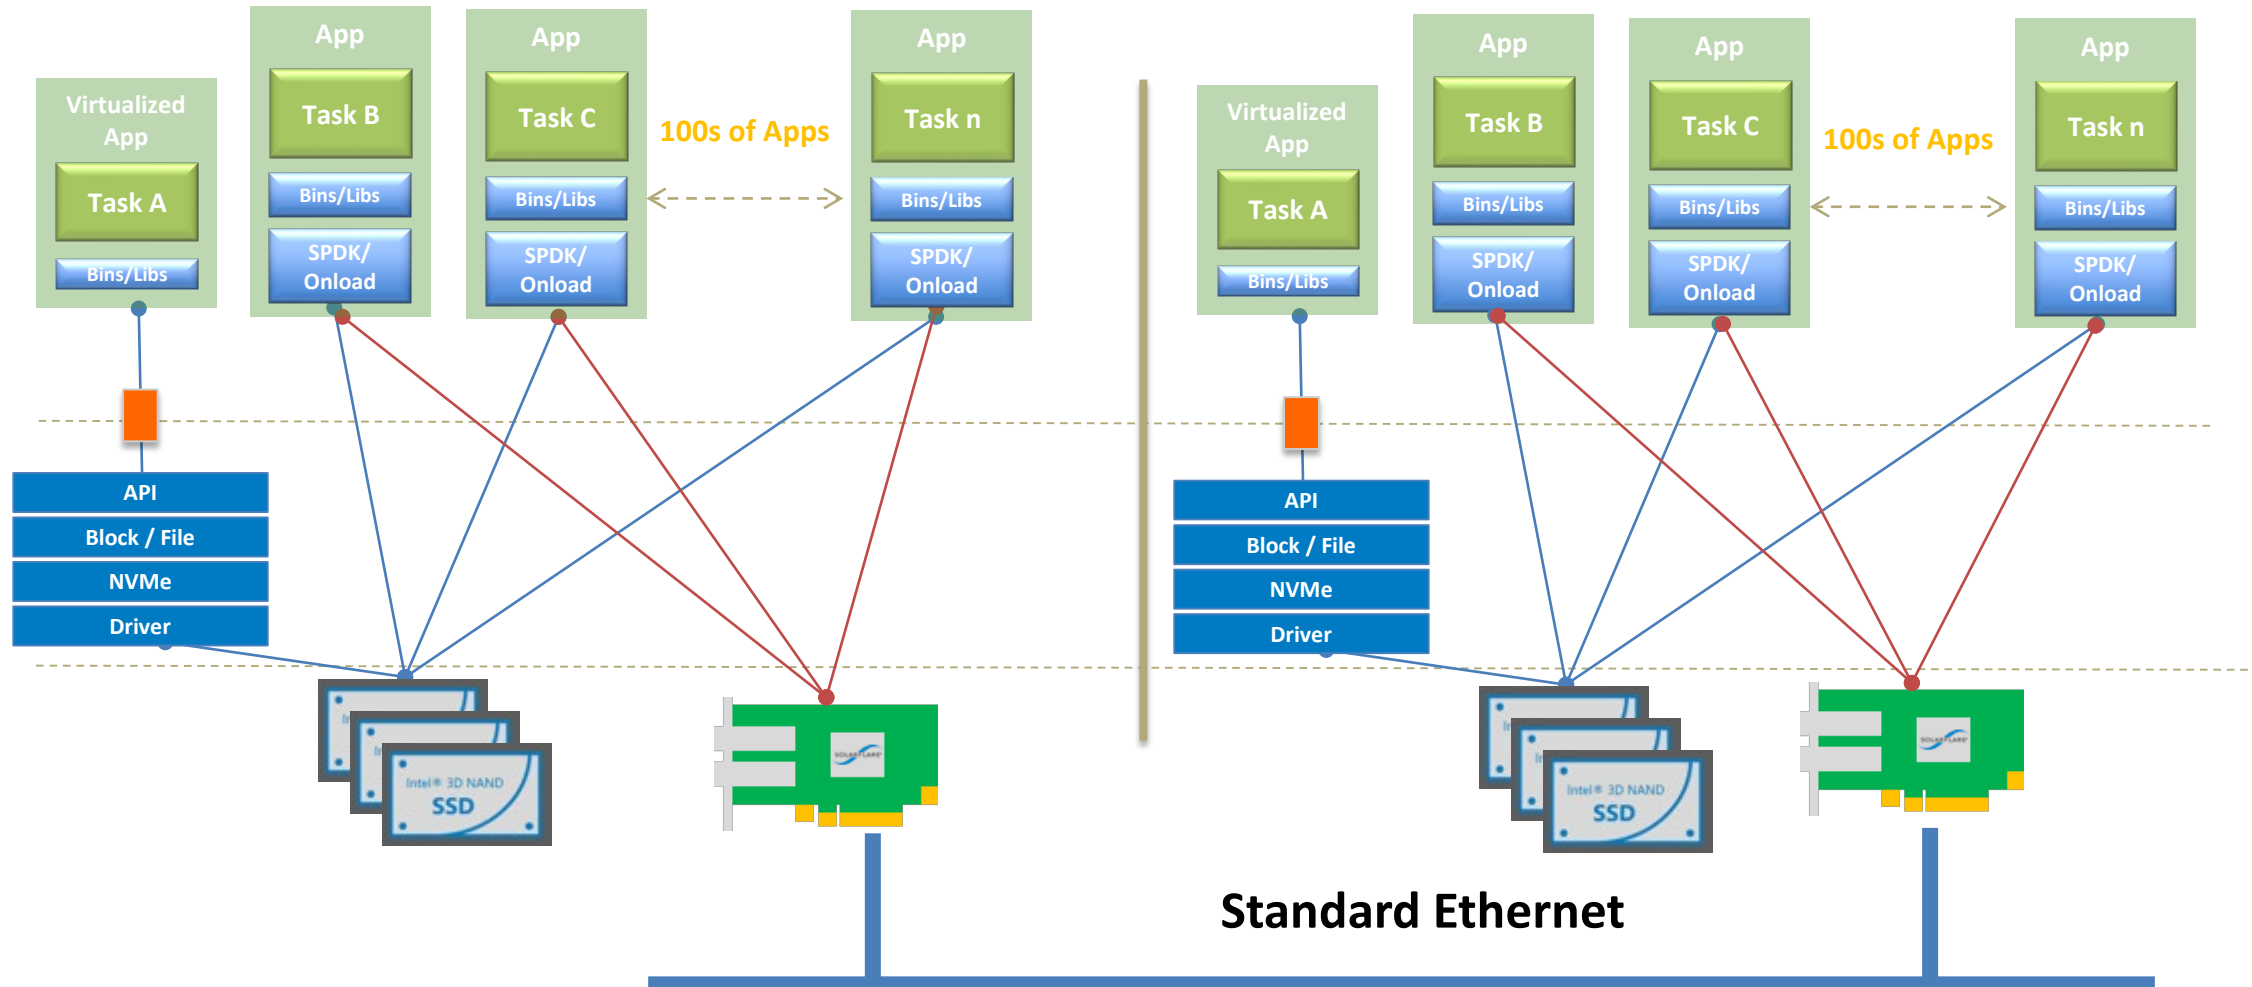 Virtualized
App
Task A
Bins/Libs
App
Task B
Bins/Libs
SPDK/
Onload
App
Task C
Bins/Libs
SPDK/
Onload
100s of Apps
App
Task n
Bins/Libs
SPDK/
Onload
API
Block / File
NVMe
Driver
Intel® 3D NAND
SSD
SOLARFLARE®
Virtualized
App
Task A
Bins/Libs
App
Task B
Bins/Libs
SPDK/
Onload
App
Task C
Bins/Libs
SPDK/
Onload
100s of Apps
App
Task n
Bins/Libs
SPDK/
Onload
API
Block / File
NVMe
Driver
Intel® 3D NAND
SSD
SOLARFLARE®
Standard Ethernet